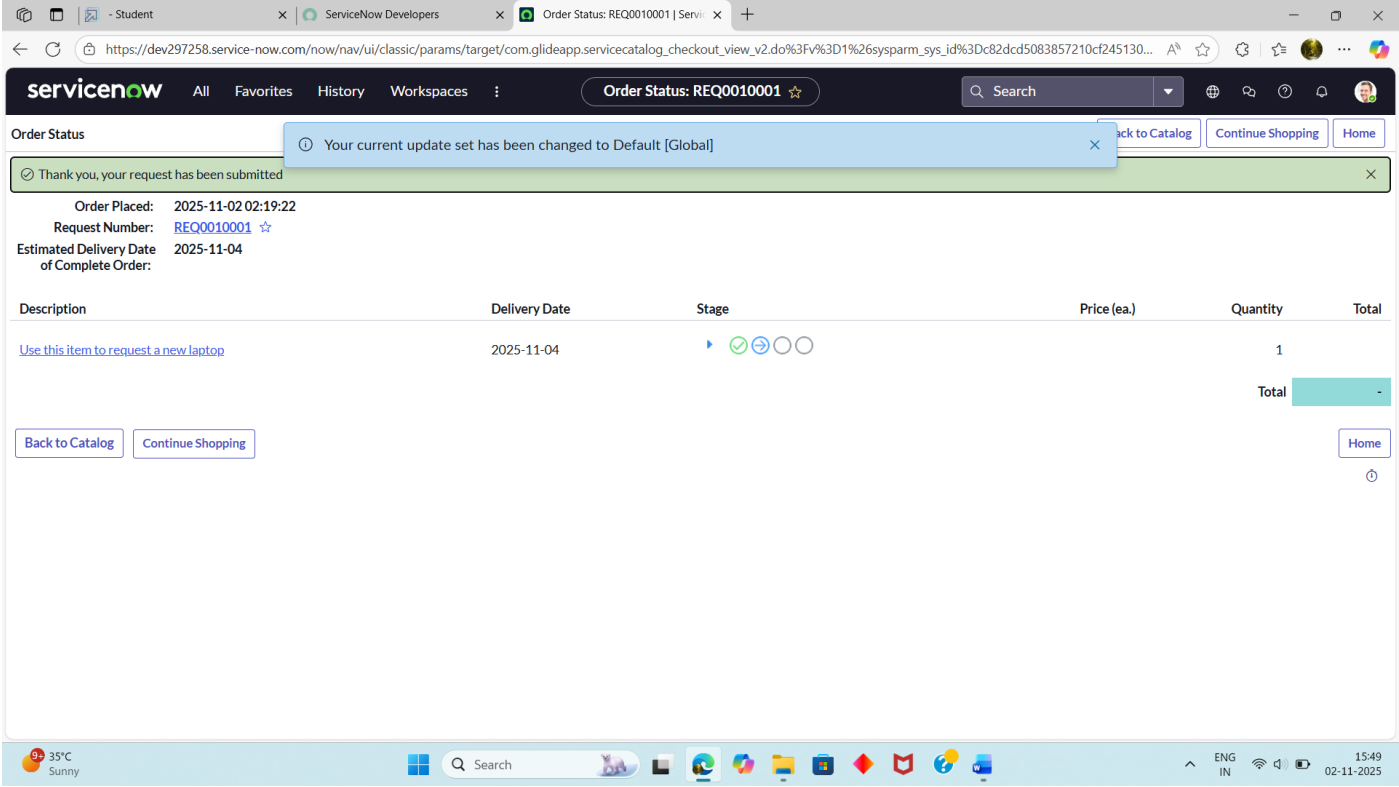 - Student
ServiceNow Developers
Order Status: REQ0010001 | Servic
https://dev297258.service-now.com/now/nav/ui/classic/params/target/com.glideapp.servicecatalog_checkout_view_v2.do%3Fv%3D1%26sysparm_sys_id%3Dc82dcd5083857210cf245130...
servicenow All Favorites History Workspaces Order Status: REQ0010001 Search
Order Status
Your current update set has been changed to Default [Global]
ack to Catalog Continue Shopping Home
Thank you, your request has been submitted
Order Placed: 2025-11-02 02:19:22
Request Number: REQ0010001
Estimated Delivery Date 2025-11-04
of Complete Order:
Description Delivery Date Stage Price (ea.) Quantity Total
Use this item to request a new laptop 2025-11-04 1
Total -
Back to Catalog Continue Shopping Home
9+ 35°C
Sunny
Search
ENG
IN
15:49
02-11-2025